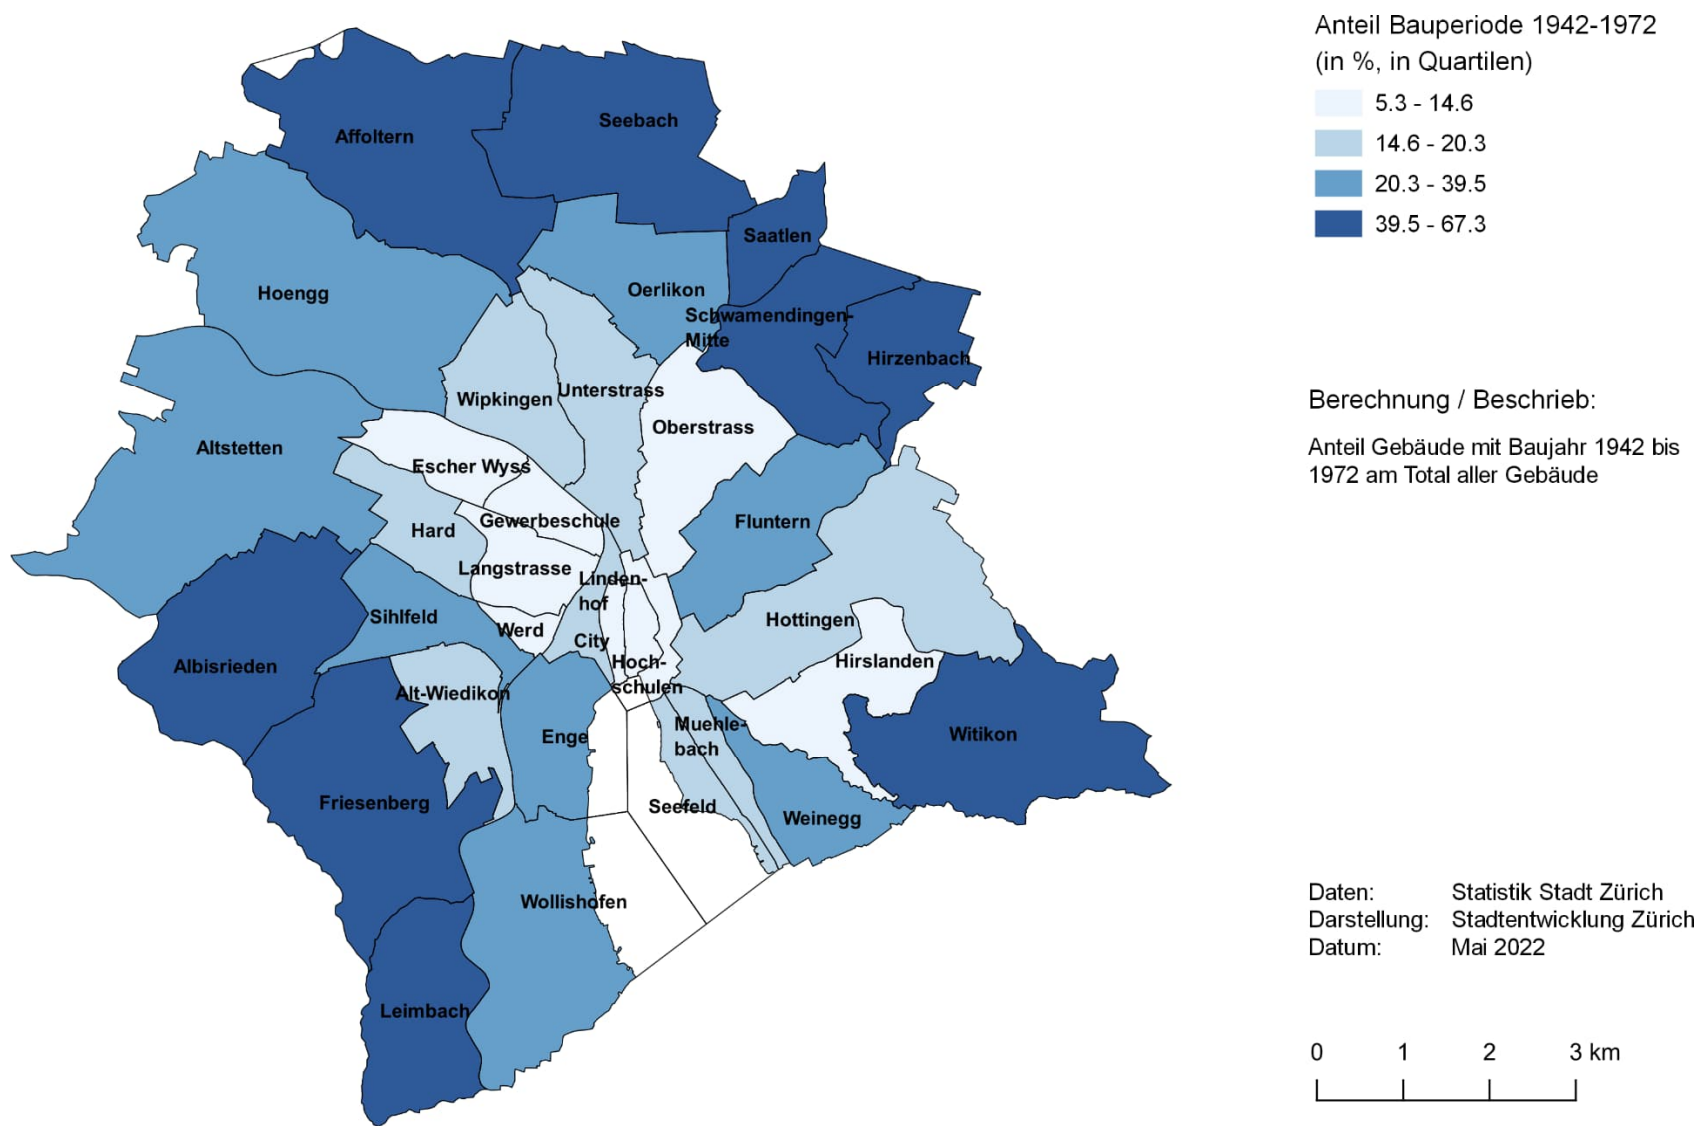 Anteil Bauperiode 1942-1972
(in %, in Quartilen)
5.3 - 14.6
14.6 - 20.3
20.3 - 39.5
39.5 - 67.3
Berechnung / Beschrieb:
Anteil Gebäude mit Baujahr 1942 bis
1972 am Total aller Gebäude
Daten: Statistik Stadt Zürich
Darstellung: Stadtentwicklung Zürich
Datum: Mai 2022
0 1 2 3 km
Affoltern
Seebach
Saatlen
Hoengg
Oerlikon
Schwamendingen-
Mitte
Hirzenbach
Wipkingen
Unterstrass
Oberstrass
Altstetten
Escher Wyss
Gewerbeschule
Hard
Fluntern
Langstrasse
Linden-
hof
Sihlfeld
Werd
City
Hottingen
Albisrieden
Hoch-
schulen
Hirslanden
Alt-Wiedikon
Enge
Muehle-
bach
Witikon
Friesenberg
Seefeld
Weinegg
Wollishofen
Leimbach